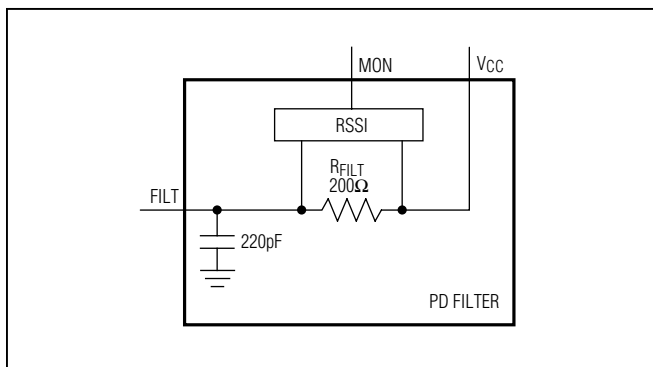 MON
VCC
RSSI
RFILT
200Ω
FILT
220pF
PD FILTER